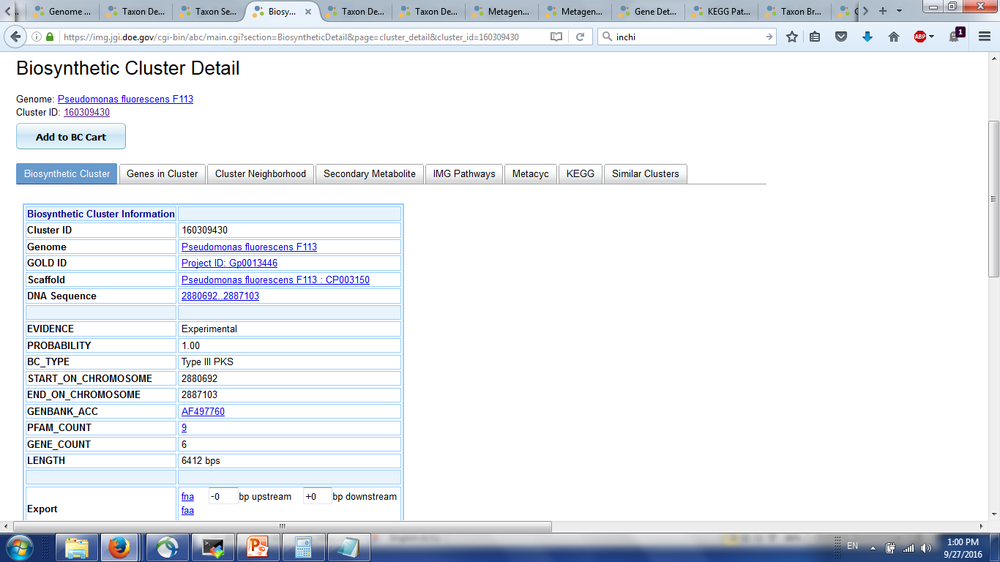 Genome ...
Taxon De...
Taxon Se...
Biosy...
Taxon De...
Taxon De...
Metagen...
Metagen...
Gene Det...
KEGG Pat...
Taxon Br...
https://img.jgi.doe.gov/cgi-bin/abc/main.cgi?section=BiosyntheticDetail&page=cluster_detail&cluster_id=160309430
inchi
ABP
1
Biosynthetic Cluster Detail
Genome: Pseudomonas fluorescens F113
Cluster ID: 160309430
Add to BC Cart
Biosynthetic Cluster Genes in Cluster Cluster Neighborhood Secondary Metabolite IMG Pathways Metacyc KEGG Similar Clusters
Biosynthetic Cluster Information
Cluster ID 160309430
Genome Pseudomonas fluorescens F113
GOLD ID Project ID: Gp0013446
Scaffold Pseudomonas fluorescens F113 : CP003150
DNA Sequence 2880692..2887103
EVIDENCE Experimental
PROBABILITY 1.00
BC_TYPE Type III PKS
START_ON_CHROMOSOME 2880692
END_ON_CHROMOSOME 2887103
GENBANK_ACC AF497760
PFAM_COUNT 9
GENE_COUNT 6
LENGTH 6412 bps
fna -0 bp upstream +0 bp downstream
Export
faa
EN
1:00 PM
9/27/2016